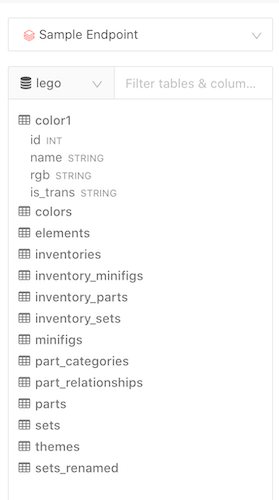 Sample Endpoint
lego Filter tables & colum...
color1
id INT
name STRING
rgb STRING
is_trans STRING
colors
elements
inventories
inventory_minifigs
inventory_parts
inventory_sets
minifigs
part_categories
part_relationships
parts
sets
themes
sets_renamed